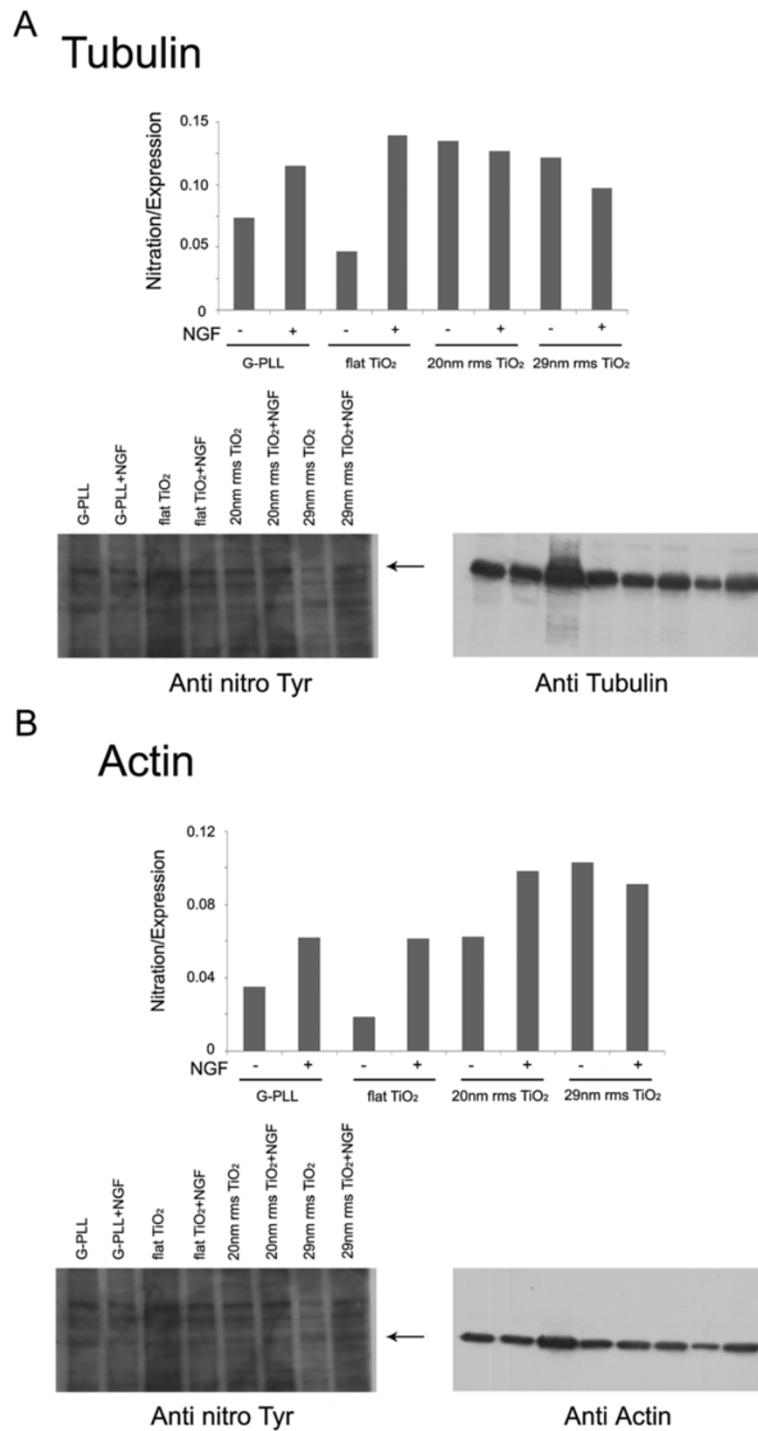 A
Tubulin
Nitration/Expression
0.15
0.10
0.05
0
NGF - + - + - + - +
G-PLL flat TiO₂ 20nm rms TiO₂ 29nm rms TiO₂
G-PLL
G-PLL+NGF
flat TiO₂
flat TiO₂+NGF
20nm rms TiO₂
20nm rms TiO₂+NGF
29nm rms TiO₂
29nm rms TiO₂+NGF
Anti nitro Tyr Anti Tubulin
B
Actin
Nitration/Expression
0.12
0.08
0.04
0
NGF - + - + - + - +
G-PLL flat TiO₂ 20nm rms TiO₂ 29nm rms TiO₂
G-PLL
G-PLL+NGF
flat TiO₂
flat TiO₂+NGF
20nm rms TiO₂
20nm rms TiO₂+NGF
29nm rms TiO₂
29nm rms TiO₂+NGF
Anti nitro Tyr Anti Actin